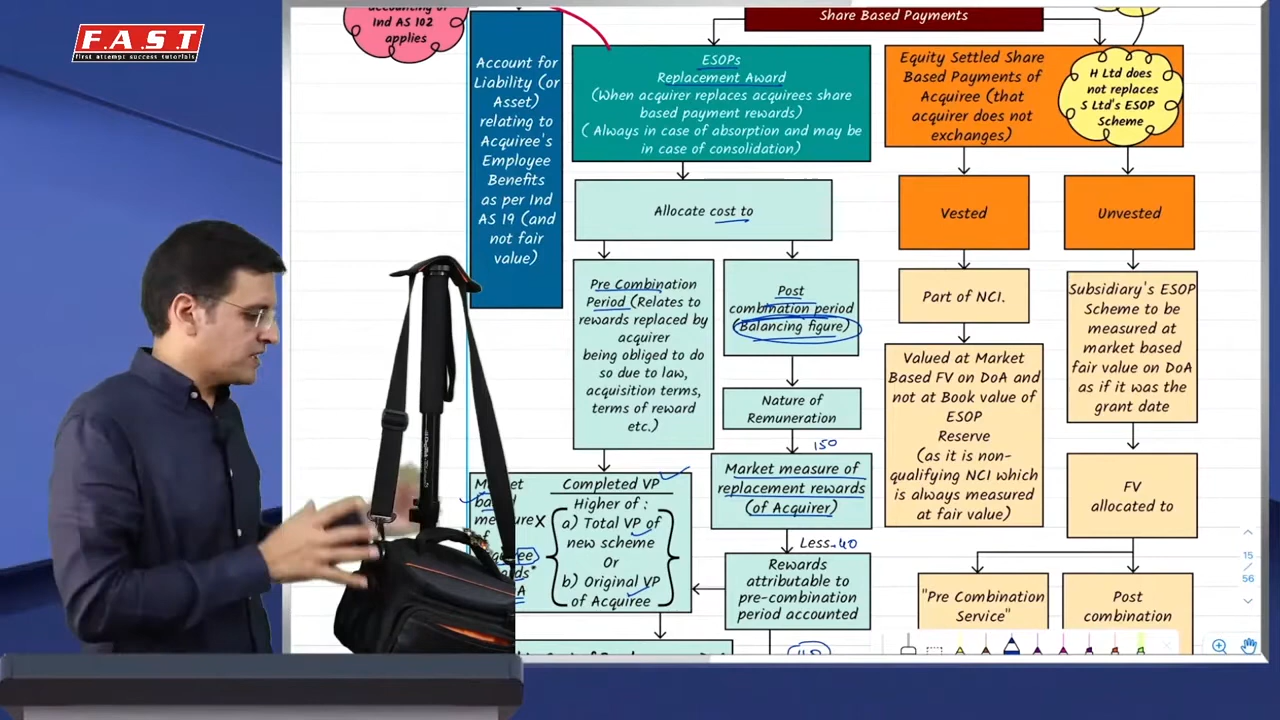 F.A.S.T
first attempt success tutorials
accounting of
Ind AS 102
applies
Account for
Liability (or
Asset)
relating to
Acquiree's
Employee
Benefits
as per Ind
AS 19 (and
not fair
value)
Share Based Payments
ESOPs
Replacement Award
(When acquirer replaces acquirees share
based payment rewards)
( Always in case of absorption and may be
in case of consolidation)
Allocate cost to
Pre Combination
Period (Relates to
rewards replaced by
acquirer
being obliged to do
so due to law,
acquisition terms,
terms of reward
etc.)
Post
combination period
(Balancing figure)
Nature of
Remuneration
150
Market measure of
replacement rewards
(of Acquirer)
Less-40
Rewards
attributable to
pre-combination
period accounted
110
Market
based
measure
of
X
Completed VP
Higher of :
a) Total VP of
new scheme
Or
b) Original VP
of Acquiree
Equity Settled Share
Based Payments of
Acquiree (that
acquirer does not
exchanges)
H Ltd does
not replaces
S Ltd's ESOP
Scheme
Vested
Part of NCI.
Valued at Market
Based FV on DoA and
not at Book value of
ESOP
Reserve
(as it is non-
qualifying NCI which
is always measured
at fair value)
Unvested
Subsidiary's ESOP
Scheme to be
measured at
market based
fair value on DoA
as if it was the
grant date
FV
allocated to
"Pre Combination
Service"
Post
combination
15
/
56